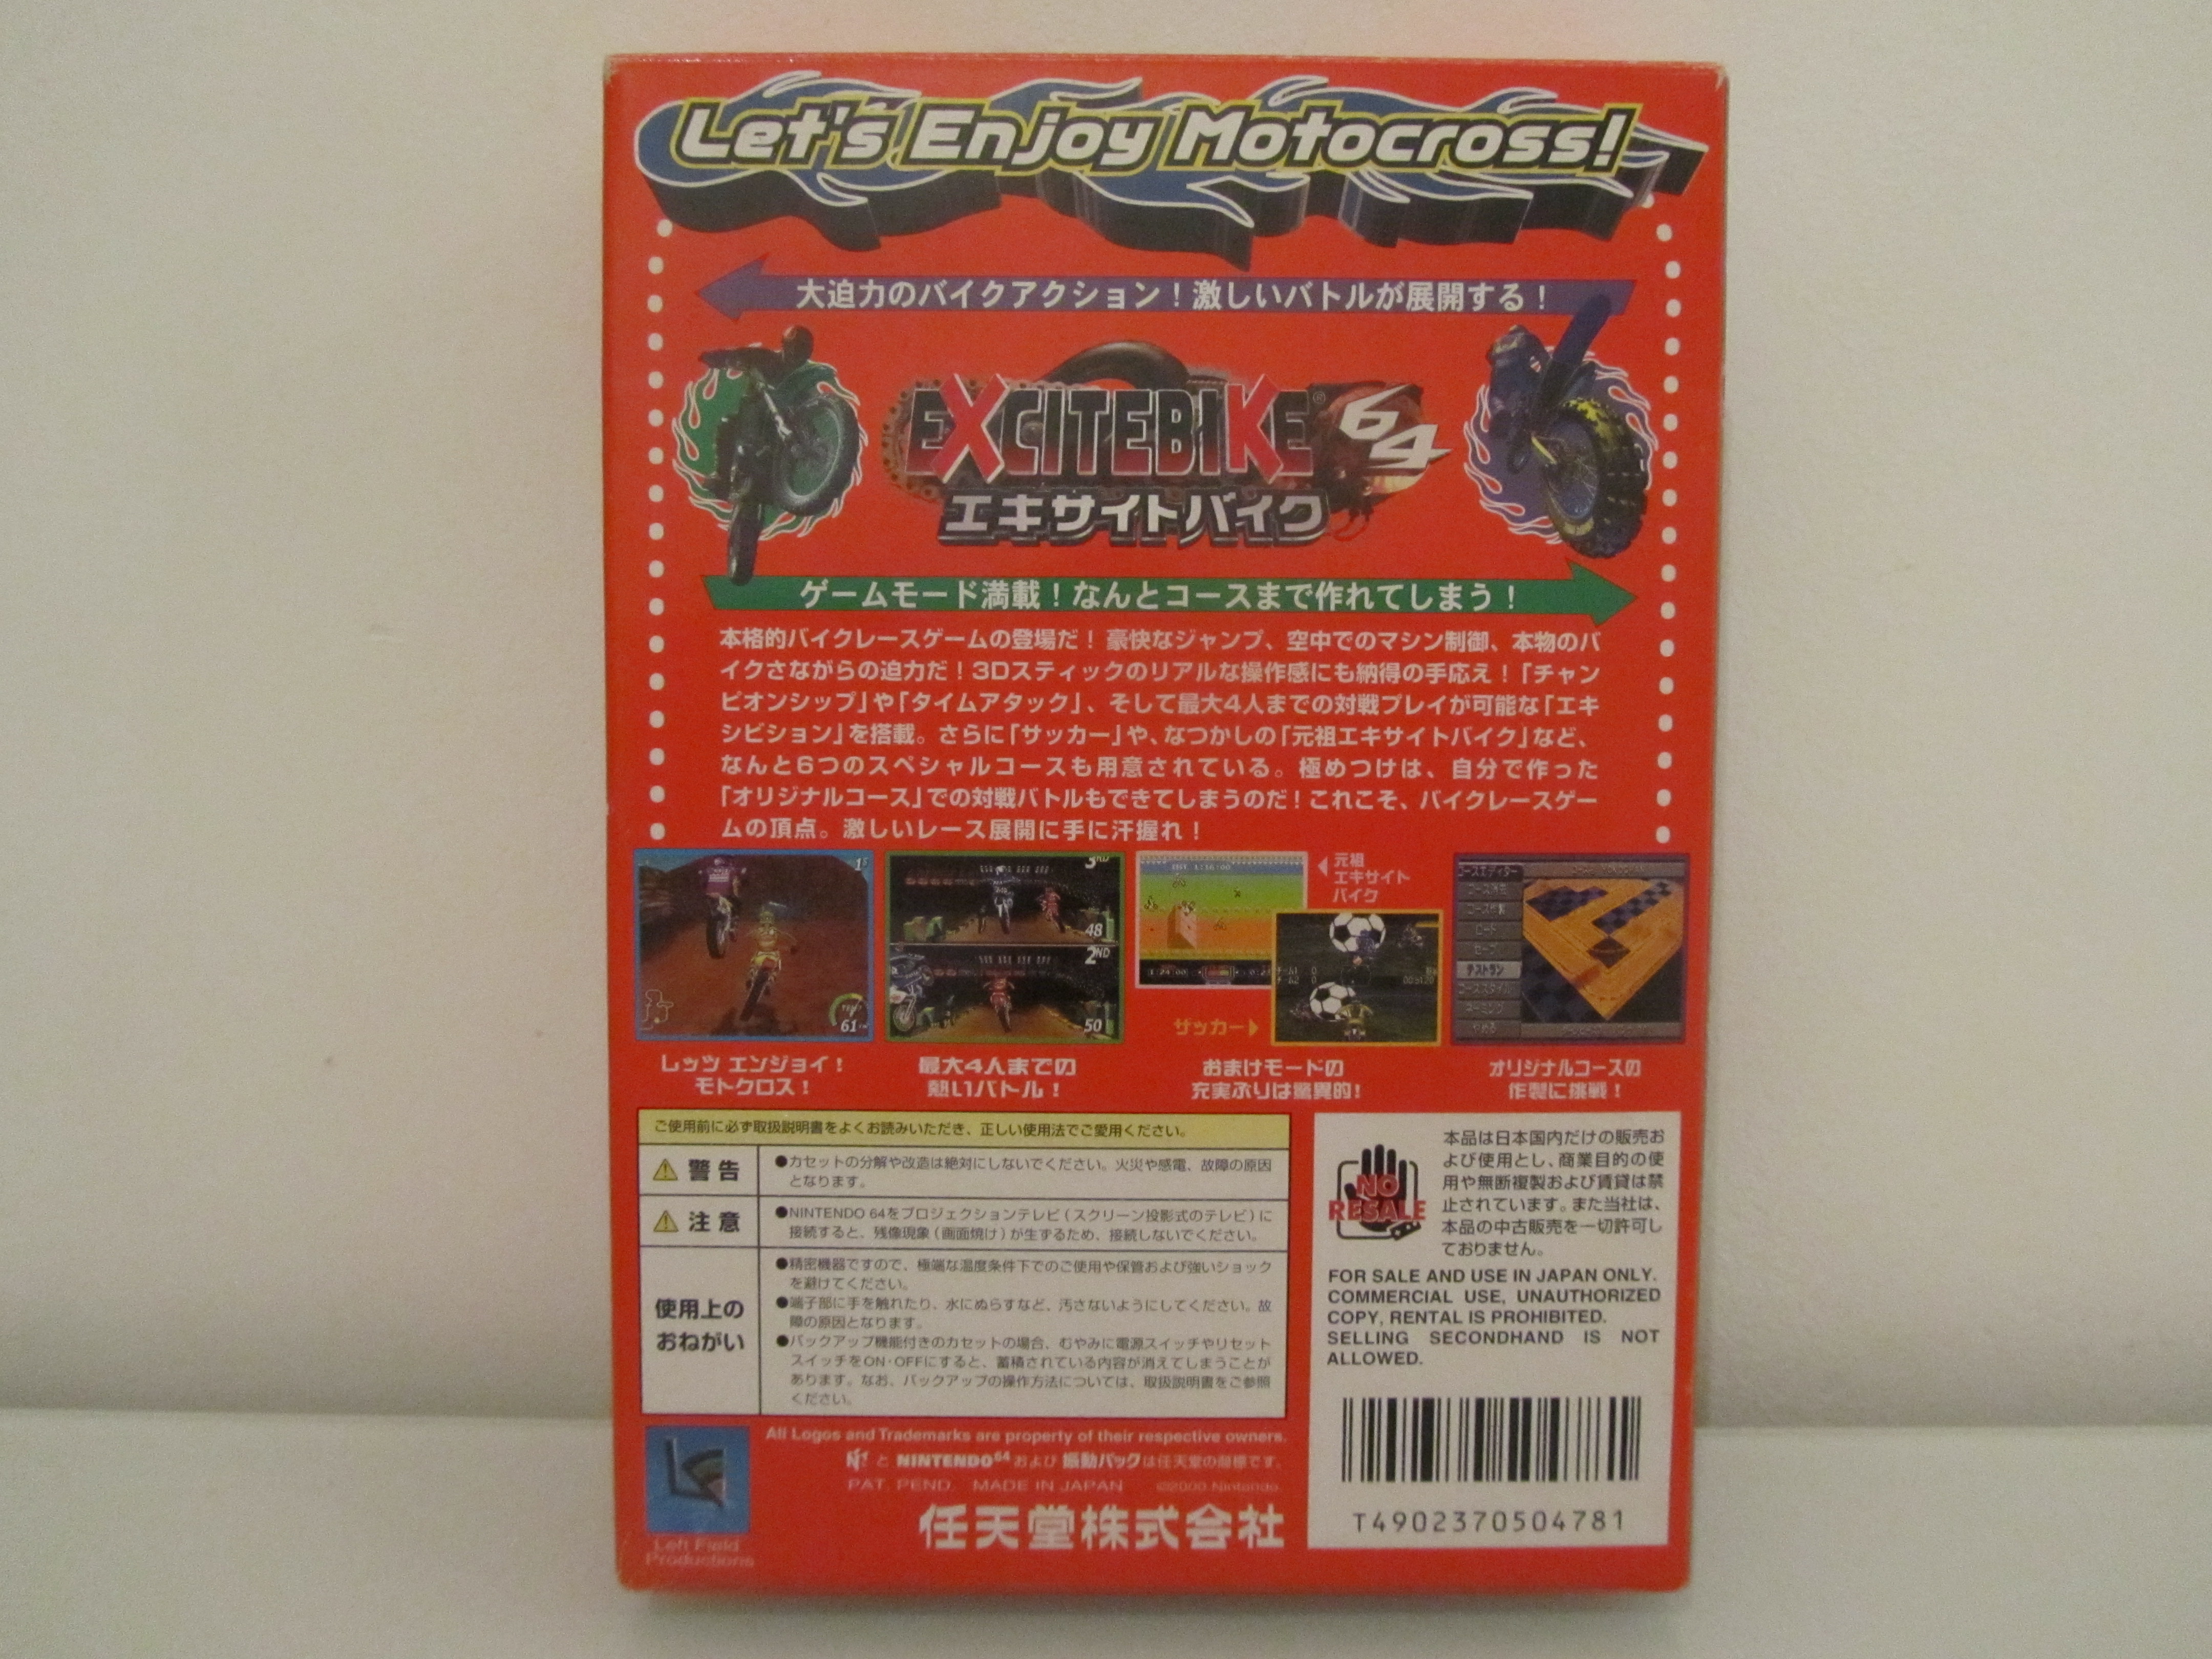 Let's Enjoy Motocross!
大迫力のバイクアクション！激しいバトルが展開する！
EXCITEBIKE® 64
エキサイトバイク
ゲームモード満載！なんとコースまで作れてしまう！
本格的バイクレースゲームの登場だ！豪快なジャンプ、空中でのマシン制御、本物のバ
イクさながらの迫力だ！3Dスティックのリアルな操作感にも納得の手応え！「チャン
ピオンシップ」や「タイムアタック」、そして最大4人までの対戦プレイが可能な「エキ
シビション」を搭載。さらに「サッカー」や、なつかしの「元祖エキサイトバイク」など、
なんと6つのスペシャルコースも用意されている。極めつけは、自分で作った
「オリジナルコース」での対戦バトルもできてしまうのだ！これこそ、バイクレースゲー
ムの頂点。激しいレース展開に手に汗握れ！
61
3RD
48
2ND
50
元祖
エキサイト
バイク
サッカー
コースエディター
ロード
セーブ
テストラン
レッツ エンジョイ！
モトクロス！
最大4人までの
熱いバトル！
おまけモードの
充実ぶりは驚異的！
オリジナルコースの
作製に挑戦！
ご使用前に必ず取扱説明書をよくお読みいただき、正しい使用法でご愛用ください。
警告
●カセットの分解や改造は絶対にしないでください。火災や感電、故障の原因
となります。
注意
●NINTENDO 64をプロジェクションテレビ（スクリーン投影式のテレビ）に
接続すると、残像現象（画面焼け）が生ずるため、接続しないでください。
使用上の
おねがい
●精密機器ですので、極端な温度条件下でのご使用や保管および強いショック
を避けてください。
●端子部に手を触れたり、水にぬらすなど、汚さないようにしてください。故
障の原因となります。
●バックアップ機能付きのカセットの場合、むやみに電源スイッチやリセット
スイッチをON・OFFにすると、蓄積されている内容が消えてしまうことが
あります。なお、バックアップの操作方法については、取扱説明書をご参照
ください。
NO
RESALE
本品は日本国内だけの販売お
よび使用とし、商業目的の使
用や無断複製および賃貸は禁
止されています。また当社は、
本品の中古販売を一切許可し
ておりません。
FOR SALE AND USE IN JAPAN ONLY.
COMMERCIAL USE, UNAUTHORIZED
COPY, RENTAL IS PROHIBITED.
SELLING SECONDHAND IS NOT
ALLOWED.
T4902370504781
Left Field
Productions
All Logos and Trademarks are property of their respective owners.
と NINTENDO64 および 振動パックは任天堂の商標です。
PAT. PEND. MADE IN JAPAN ©2000 Nintendo.
任天堂株式会社